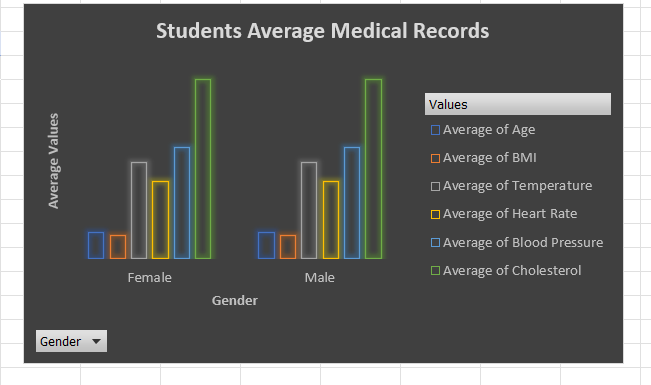 Students Average Medical Records
Average Values
Values
Average of Age
Average of BMI
Average of Temperature
Average of Heart Rate
Average of Blood Pressure
Average of Cholesterol
Female
Male
Gender
Gender